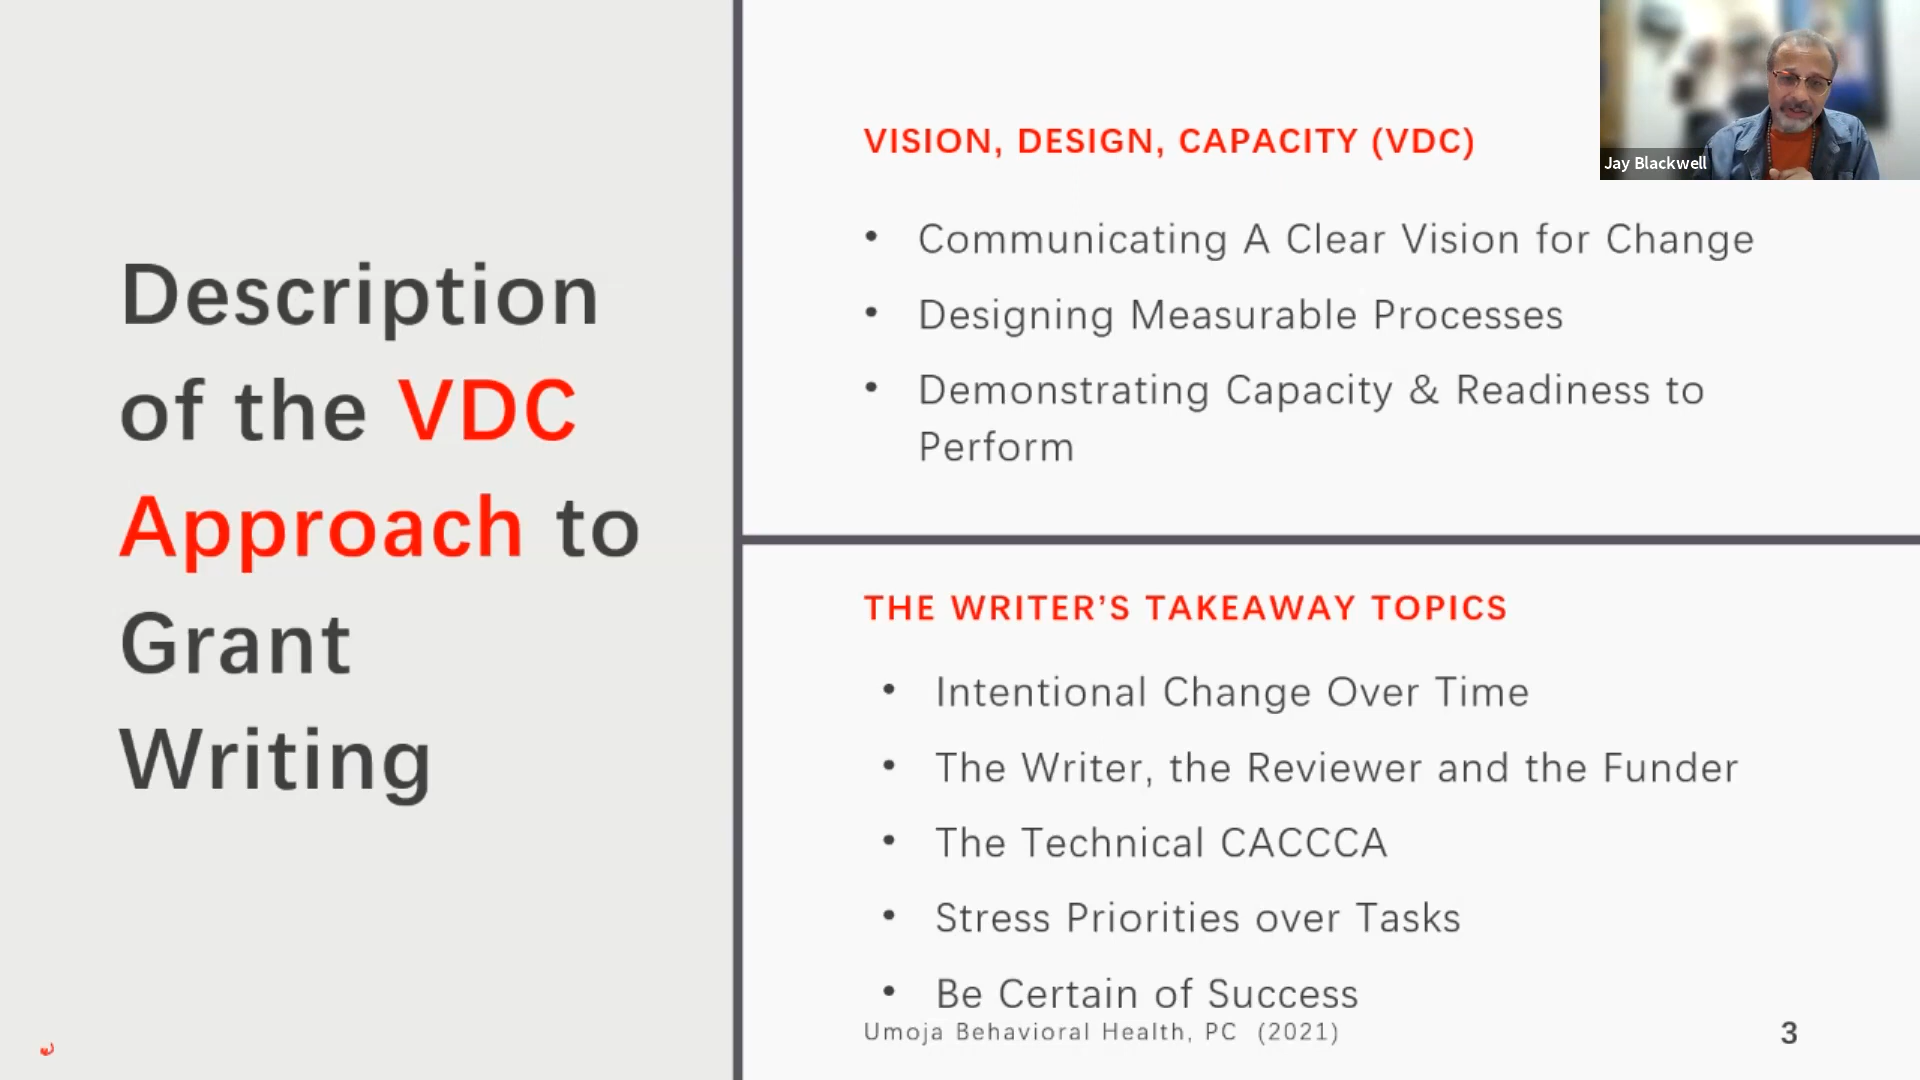 Description
of the VDC
Approach to
Grant
Writing
VISION, DESIGN, CAPACITY (VDC)
• Communicating A Clear Vision for Change
• Designing Measurable Processes
• Demonstrating Capacity & Readiness to
Perform
THE WRITER’S TAKEAWAY TOPICS
• Intentional Change Over Time
• The Writer, the Reviewer and the Funder
• The Technical CACCCA
• Stress Priorities over Tasks
• Be Certain of Success
Umoja Behavioral Health, PC (2021)
3
Jay Blackwell